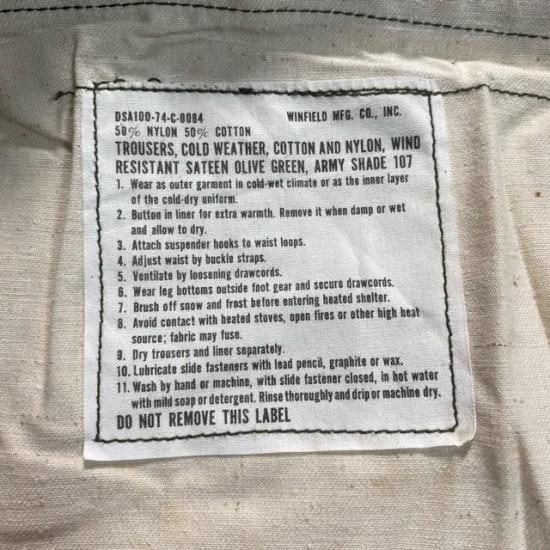 DSA100-74-C-0084 WINFIELD MFG. CO., INC.
50% NYLON 50% COTTON
TROUSERS, COLD WEATHER, COTTON AND NYLON, WIND
RESISTANT SATEEN OLIVE GREEN, ARMY SHADE 107
1. Wear as outer garment in cold-wet climate or as the inner layer
of the cold-dry uniform.
2. Button in liner for extra warmth. Remove it when damp or wet
and allow to dry.
3. Attach suspender hooks to waist loops.
4. Adjust waist by buckle straps.
5. Ventilate by loosening drawcords.
6. Wear leg bottoms outside foot gear and secure drawcords.
7. Brush off snow and frost before entering heated shelter.
8. Avoid contact with heated stoves, open fires or other high heat
source; fabric may fuse.
9. Dry trousers and liner separately.
10. Lubricate slide fasteners with lead pencil, graphite or wax.
11. Wash by hand or machine, with slide fastener closed, in hot water
with mild soap or detergent. Rinse thoroughly and drip or machine dry.
DO NOT REMOVE THIS LABEL